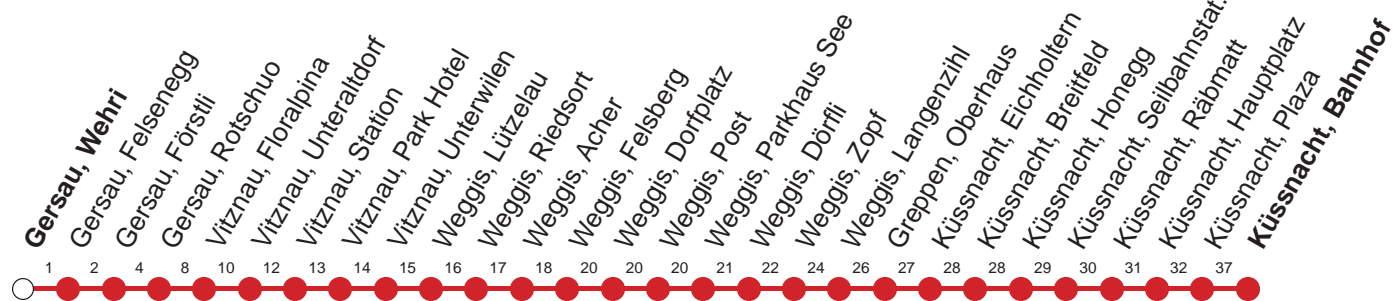 Gersau, Wehri
Gersau, Felsenegg
Gersau, Förstli
Gersau, Rotschuo
Vitznau, Floralpina
Vitznau, Unteraltdorf
Vitznau, Station
Vitznau, Park Hotel
Vitznau, Unterwilen
Weggis, Lützelau
Weggis, Riedsort
Weggis, Acher
Weggis, Felsberg
Weggis, Dorfplatz
Weggis, Post
Weggis, Parkhaus See
Weggis, Dörfli
Weggis, Zopf
Weggis, Langenzihl
Greppen, Oberhaus
Küssnacht, Eichholtern
Küssnacht, Breitfeld
Küssnacht, Honegg
Küssnacht, Seilbahnstat.
Küssnacht, Räbmatt
Küssnacht, Hauptplatz
Küssnacht, Plaza
Küssnacht, Bahnhof
1 2 4 8 10 12 13 14 15 16 17 18 20 20 20 21 22 24 26 27 28 28 29 30 31 32 37